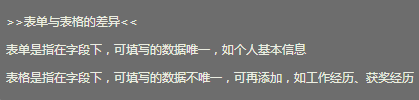 >>表单与表格的差异<<
表单是指在字段下，可填写的数据唯一，如个人基本信息
表格是指在字段下，可填写的数据不唯一，可再添加，如工作经历、获奖经历